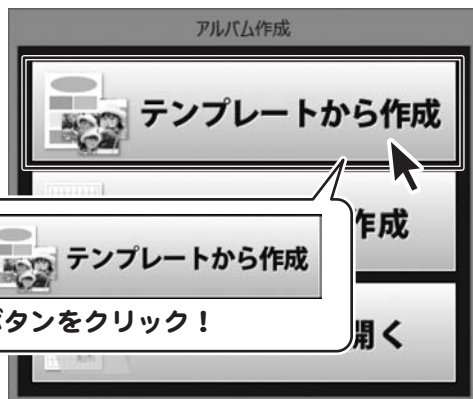 アルバム作成
テンプレートから作成
作成
テンプレートから作成
ボタンをクリック！
開く